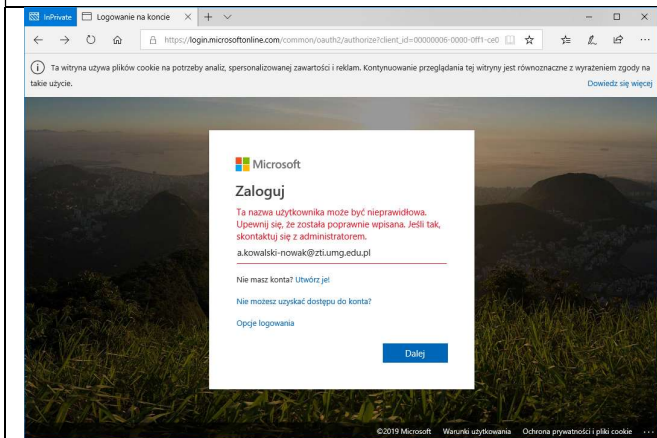 InPrivate Logowanie na koncie
https://login.microsoftonline.com/common/oauth2/authorize?client_id=00000006-0000-0ff1-ce0
Ta witryna używa plików cookie na potrzeby analiz, spersonalizowanej zawartości i reklam. Kontynuowanie przeglądania tej witryny jest równoznaczne z wyrażeniem zgody na
takie użycie.
Dowiedz się więcej
Microsoft
Zaloguj
Ta nazwa użytkownika może być nieprawidłowa.
Upewnij się, że została poprawnie wpisana. Jeśli tak,
skontaktuj się z administratorem.
a.kowalski-nowak@zti.umg.edu.pl
Nie masz konta? Utwórz je!
Nie możesz uzyskać dostępu do konta?
Opcje logowania
Dalej
©2019 Microsoft Warunki użytkowania Ochrona prywatności i pliki cookie